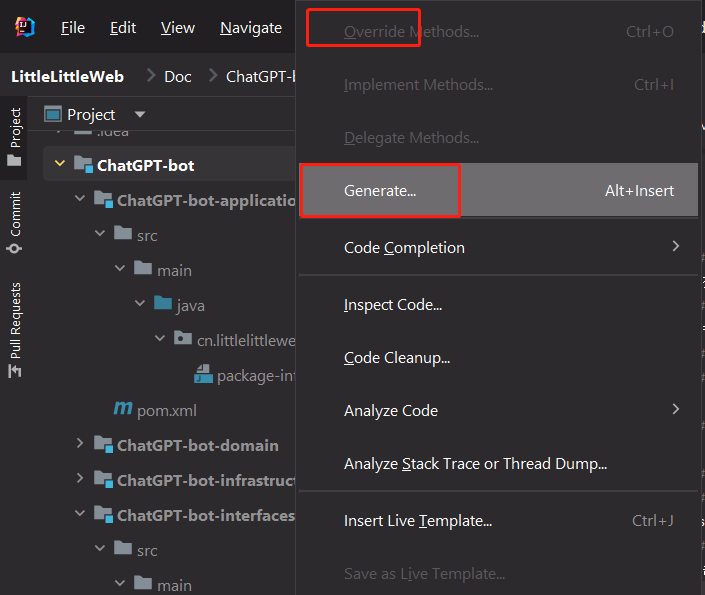 File Edit View Navigate
LittleLittleWeb Doc
Project
Commit
Pull Requests
Project
.idea
ChatGPT-bot
ChatGPT-bot-applicatio
src
main
java
cn.littlelittlewe
package-inf
pom.xml
ChatGPT-bot-domain
ChatGPT-bot-infrastruct
ChatGPT-bot-interfaces
src
main
Override Methods... Ctrl+O
Implement Methods... Ctrl+I
Delegate Methods...
Generate... Alt+Insert
Code Completion
Inspect Code...
Code Cleanup...
Analyze Code
Analyze Stack Trace or Thread Dump...
Insert Live Template... Ctrl+J
Save as Live Template...